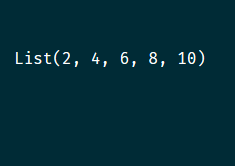 List(2, 4, 6, 8, 10)